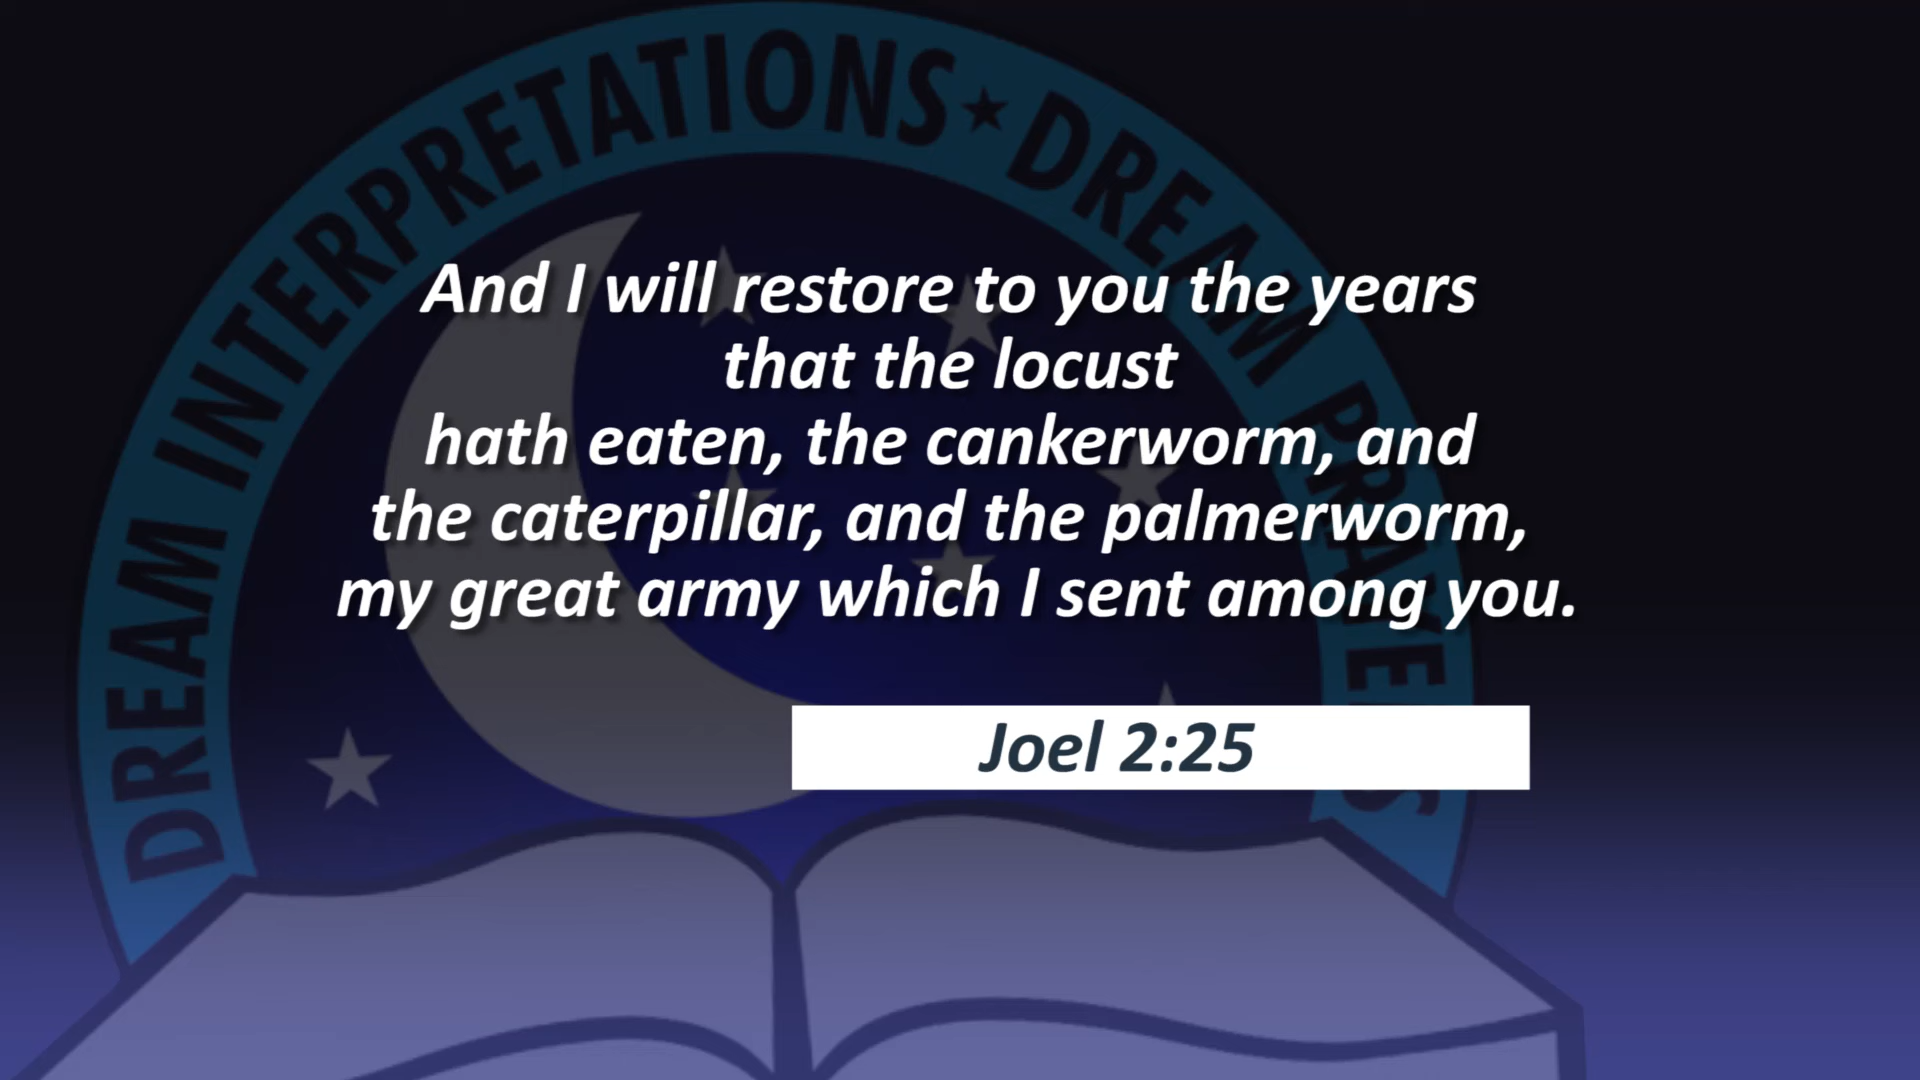 DREAM INTERPRETATIONS★DREAM PRAYERS
And I will restore to you the years
that the locust
hath eaten, the cankerworm, and
the caterpillar, and the palmerworm,
my great army which I sent among you.
Joel 2:25